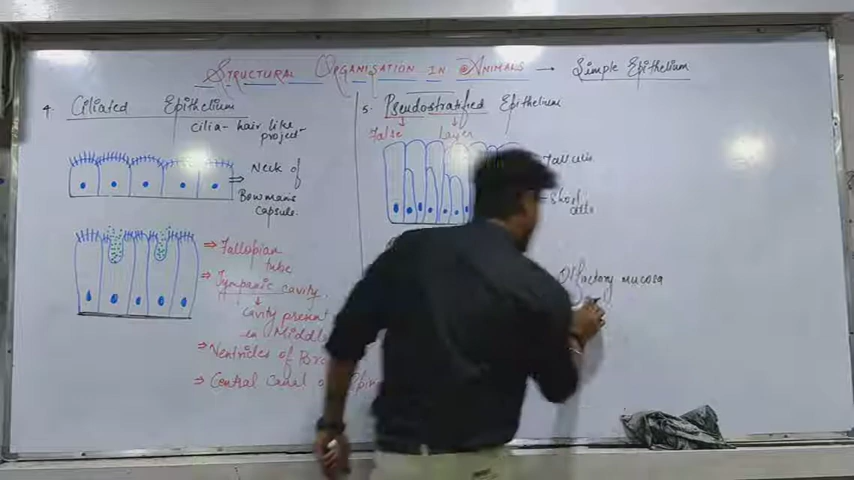 STRUCTURAL ORGANISATION IN ANIMALS → Simple Epithelium
4. Ciliated Epithelium
cilia- hair like
project-
⇒ Neck of
Bowman's
Capsule.
⇒ Fallopian
tube
⇒ Tympanic cavity.
↓
Cavity present
in Middle
⇒ Ventricles of
⇒ Central Canal of
5. Pseudostratified Epithelium
False Layer
Tall cells
Short
cells
Olfactory mucosa